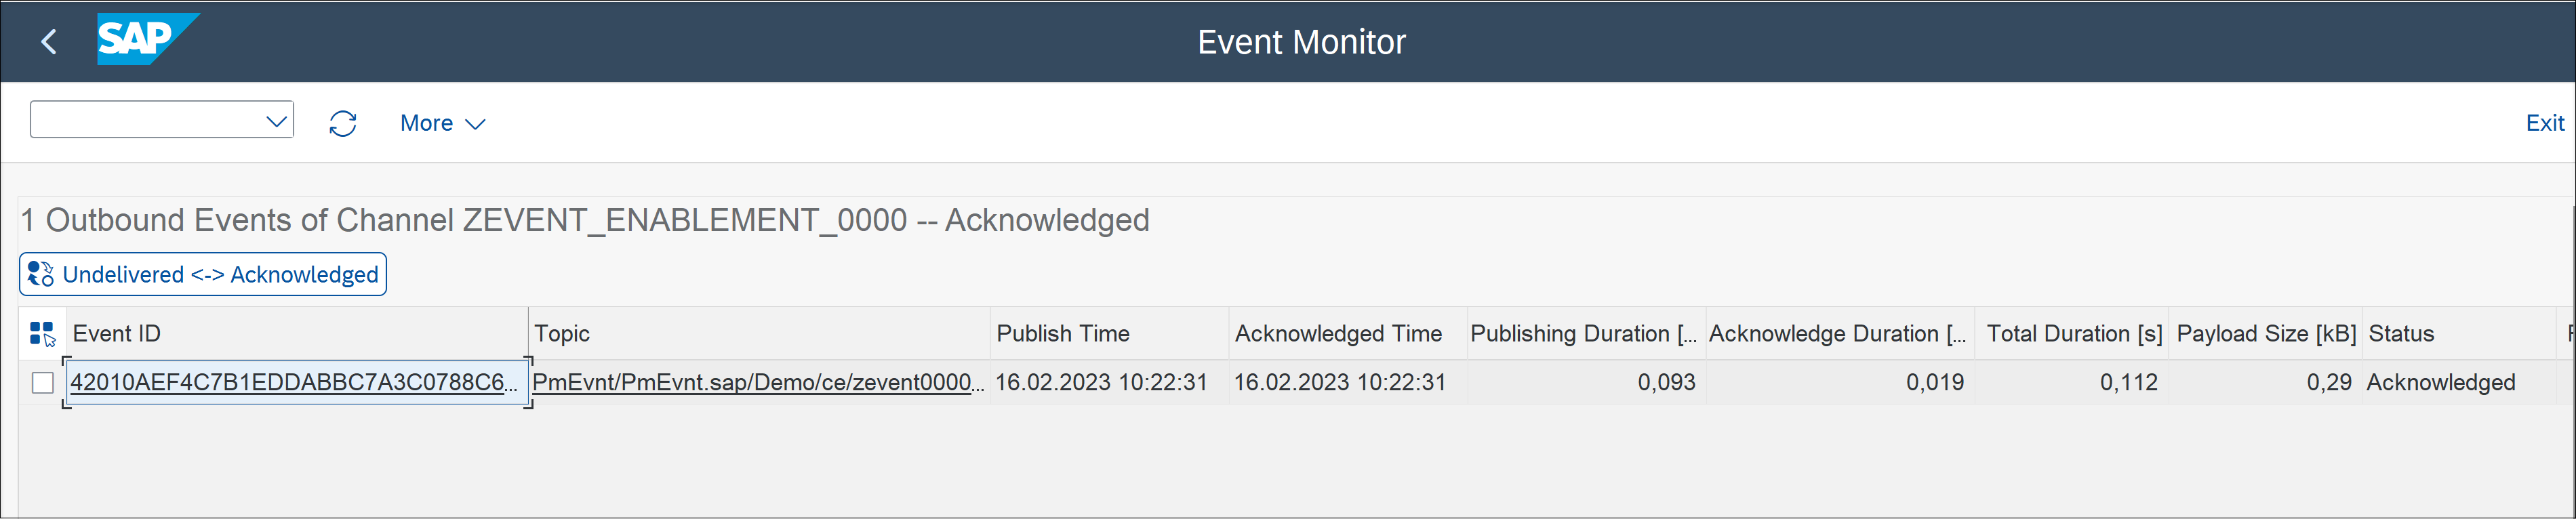 SAP
Event Monitor
More
Exit
1 Outbound Events of Channel ZEVENT_ENABLEMENT_0000 -- Acknowledged
Undelivered <-> Acknowledged
Event ID Topic Publish Time Acknowledged Time Publishing Duration [... Acknowledge Duration [... Total Duration [s] Payload Size [kB] Status
42010AEF4C7B1EDDABBC7A3C0788C6... PmEvnt/PmEvnt.sap/Demo/ce/zevent0000... 16.02.2023 10:22:31 16.02.2023 10:22:31 0,093 0,019 0,112 0,29 Acknowledged